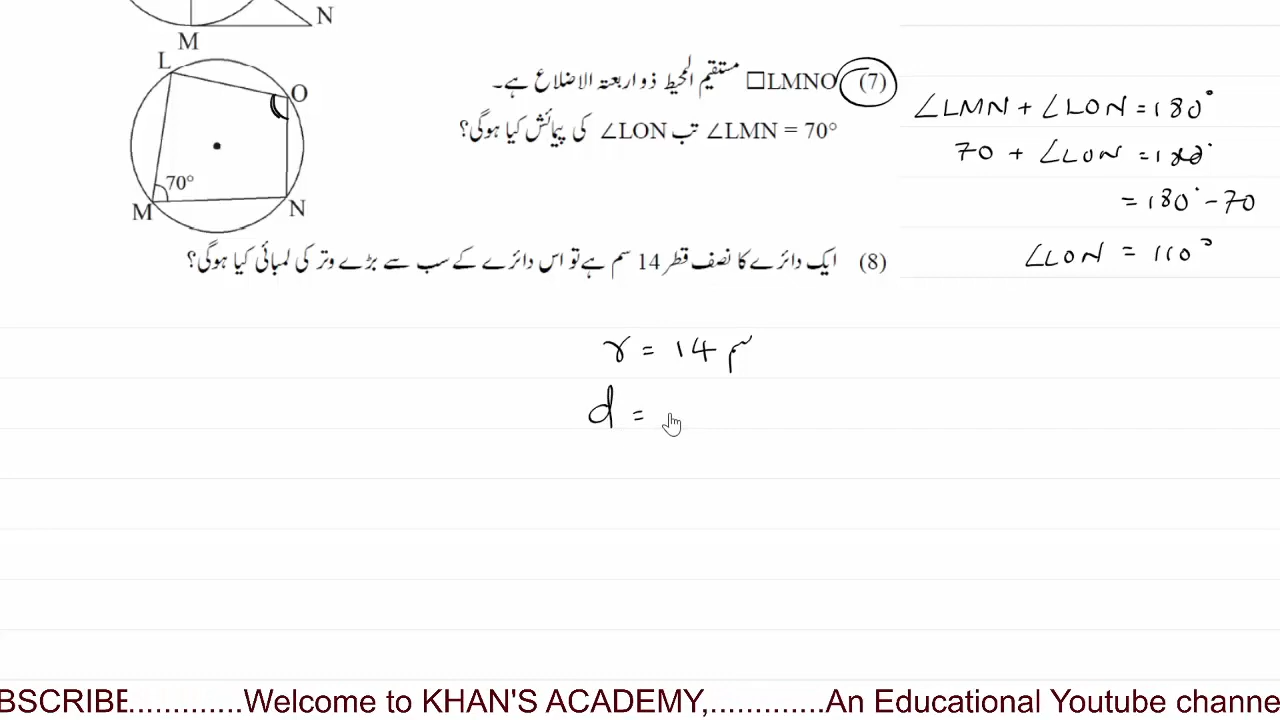 N
M
L
O
(7) □LMNO مستقیم المحیط ذو اربعتہ الاضلاع ہے۔
∠LMN = 70° تب ∠LON کی پیمائش کیا ہوگی؟
70°
M
N
∠LMN + ∠LON = 180°
70 + ∠LON = 180°
= 180° - 70
∠LON = 110°
(8) ایک دائرے کا نصف قطر 14 سم ہے تو اس دائرے کے سب سے بڑے وتر کی لمبائی کیا ہوگی؟
r = 14 سم
d =
BSCRIBE.............Welcome to KHAN'S ACADEMY,.............An Educational Youtube channe